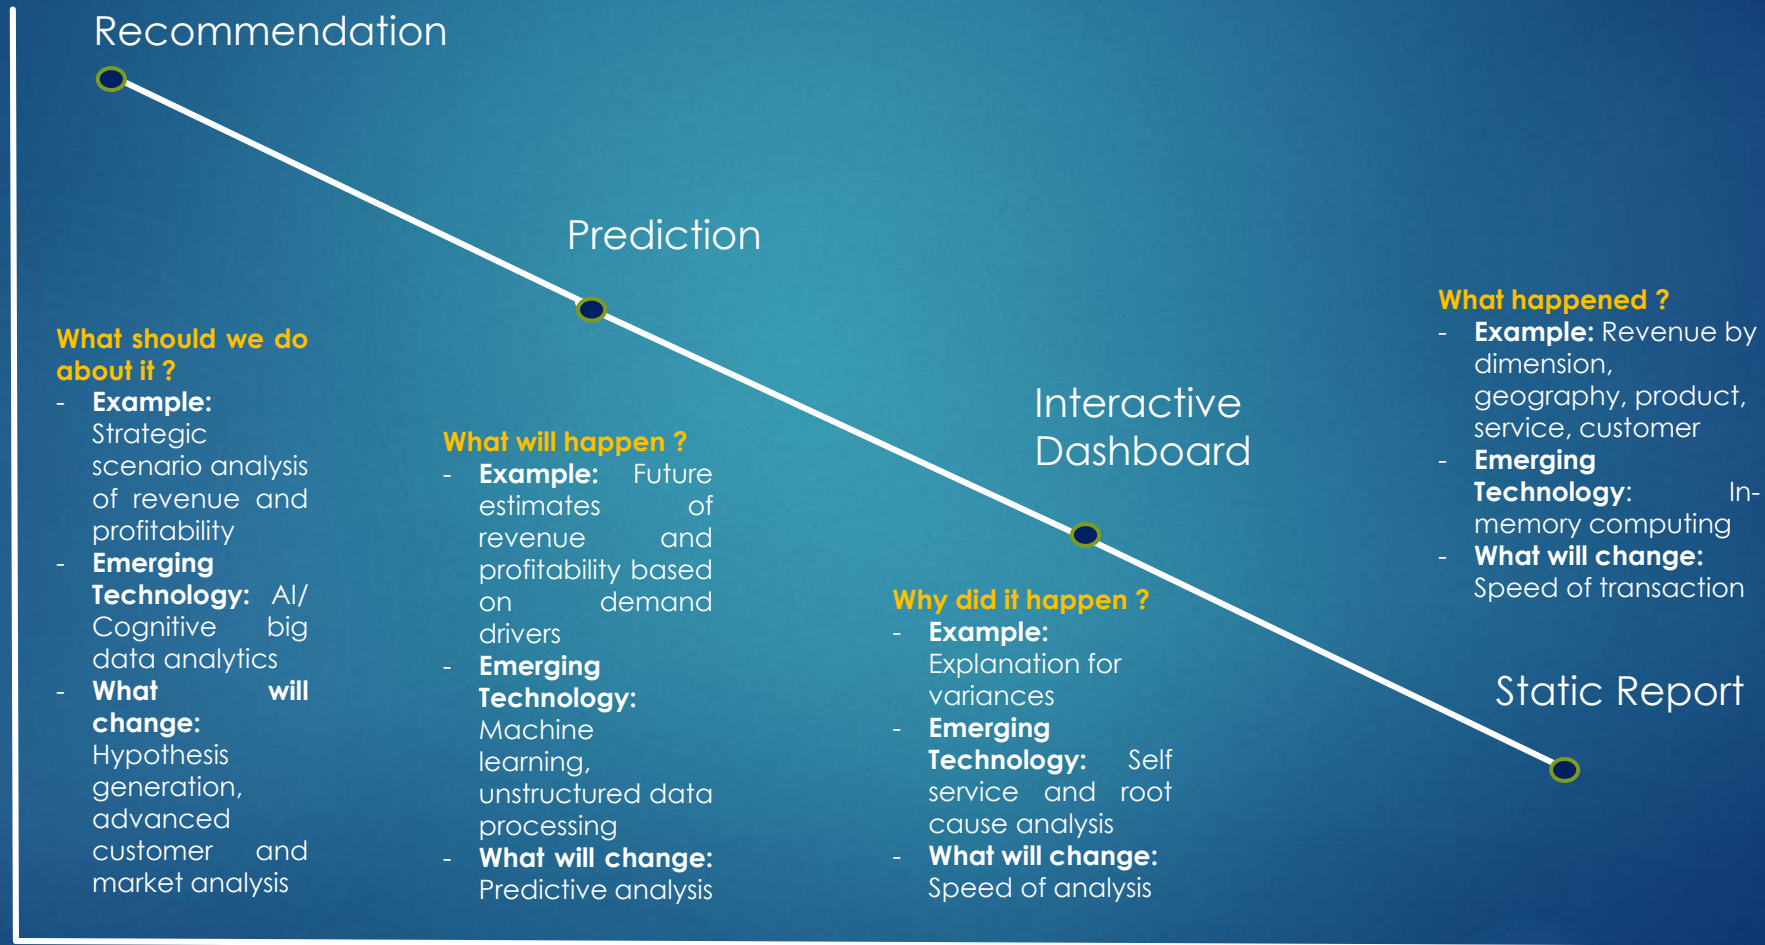 Recommendation
What should we do
about it ?
- Example:
Strategic
scenario analysis
of revenue and
profitability
- Emerging
Technology: AI/
Cognitive big
data analytics
- What will
change:
Hypothesis
generation,
advanced
customer and
market analysis
Prediction
What will happen ?
- Example: Future
estimates of
revenue and
profitability based
on demand
drivers
- Emerging
Technology:
Machine
learning,
unstructured data
processing
- What will change:
Predictive analysis
Interactive
Dashboard
Why did it happen ?
- Example:
Explanation for
variances
- Emerging
Technology: Self
service and root
cause analysis
- What will change:
Speed of analysis
What happened ?
- Example: Revenue by
dimension,
geography, product,
service, customer
- Emerging
Technology: In-
memory computing
- What will change:
Speed of transaction
Static Report